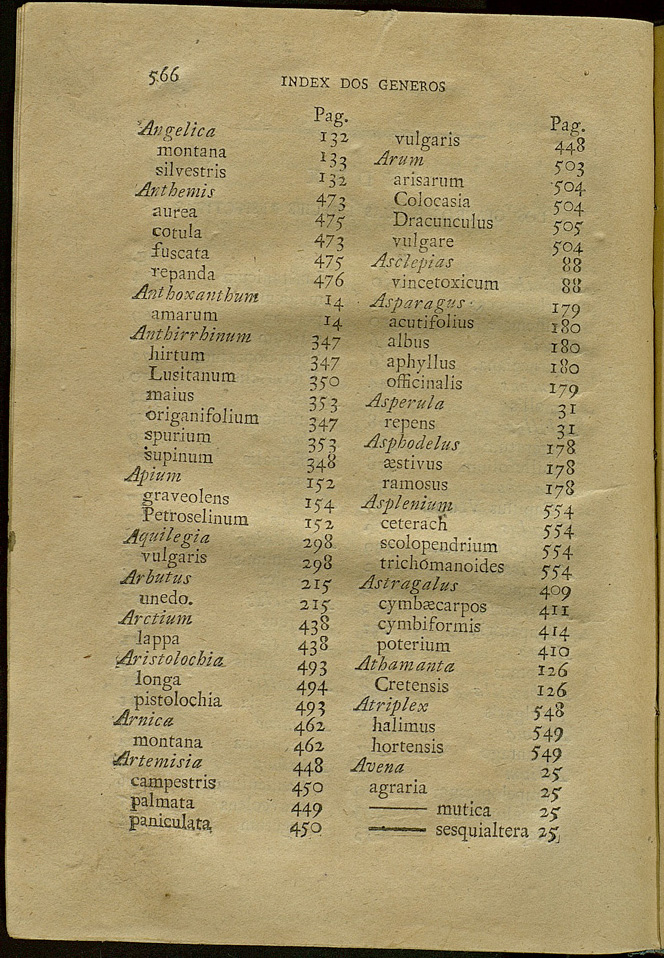 566
INDEX DOS GENEROS
Pag.
Angelica 132
montana 133
silvestris 132
Anthemis 473
aurea 475
cotula 473
fuscata 475
repanda 476
Anthoxanthum 14
amarum 14
Anthirrhinum 347
hirtum 347
Lusitanum 350
maius 353
origanifolium 347
spurium 353
supinum 348
Apium 152
graveolens 154
Petroselinum 152
Aquilegia 298
vulgaris 298
Arbutus 215
unedo. 215
Arctium 438
lappa 438
Aristolochia 493
longa 494
pistolochia 493
Arnica 462
montana 462
Artemisia 448
campestris 450
palmata 449
paniculata 450
Pag.
vulgaris 448
Arum 503
arisarum 504
Colocasia 504
Dracunculus 505
vulgare 504
Asclepias 88
vincetoxicum 88
Asparagus 179
acutifolius 180
albus 180
aphyllus 180
officinalis 179
Asperula 31
repens 31
Asphodelus 178
æstivus 178
ramosus 178
Asplenium 554
ceterach 554
scolopendrium 554
trichomanoides 554
Astragalus 409
cymbæcarpos 411
cymbiformis 414
poterium 410
Athamanta 126
Cretensis 126
Atriplex 548
halimus 549
hortensis 549
Avena 25
agraria 25
—— mutica 25
—— sesquialtera 25